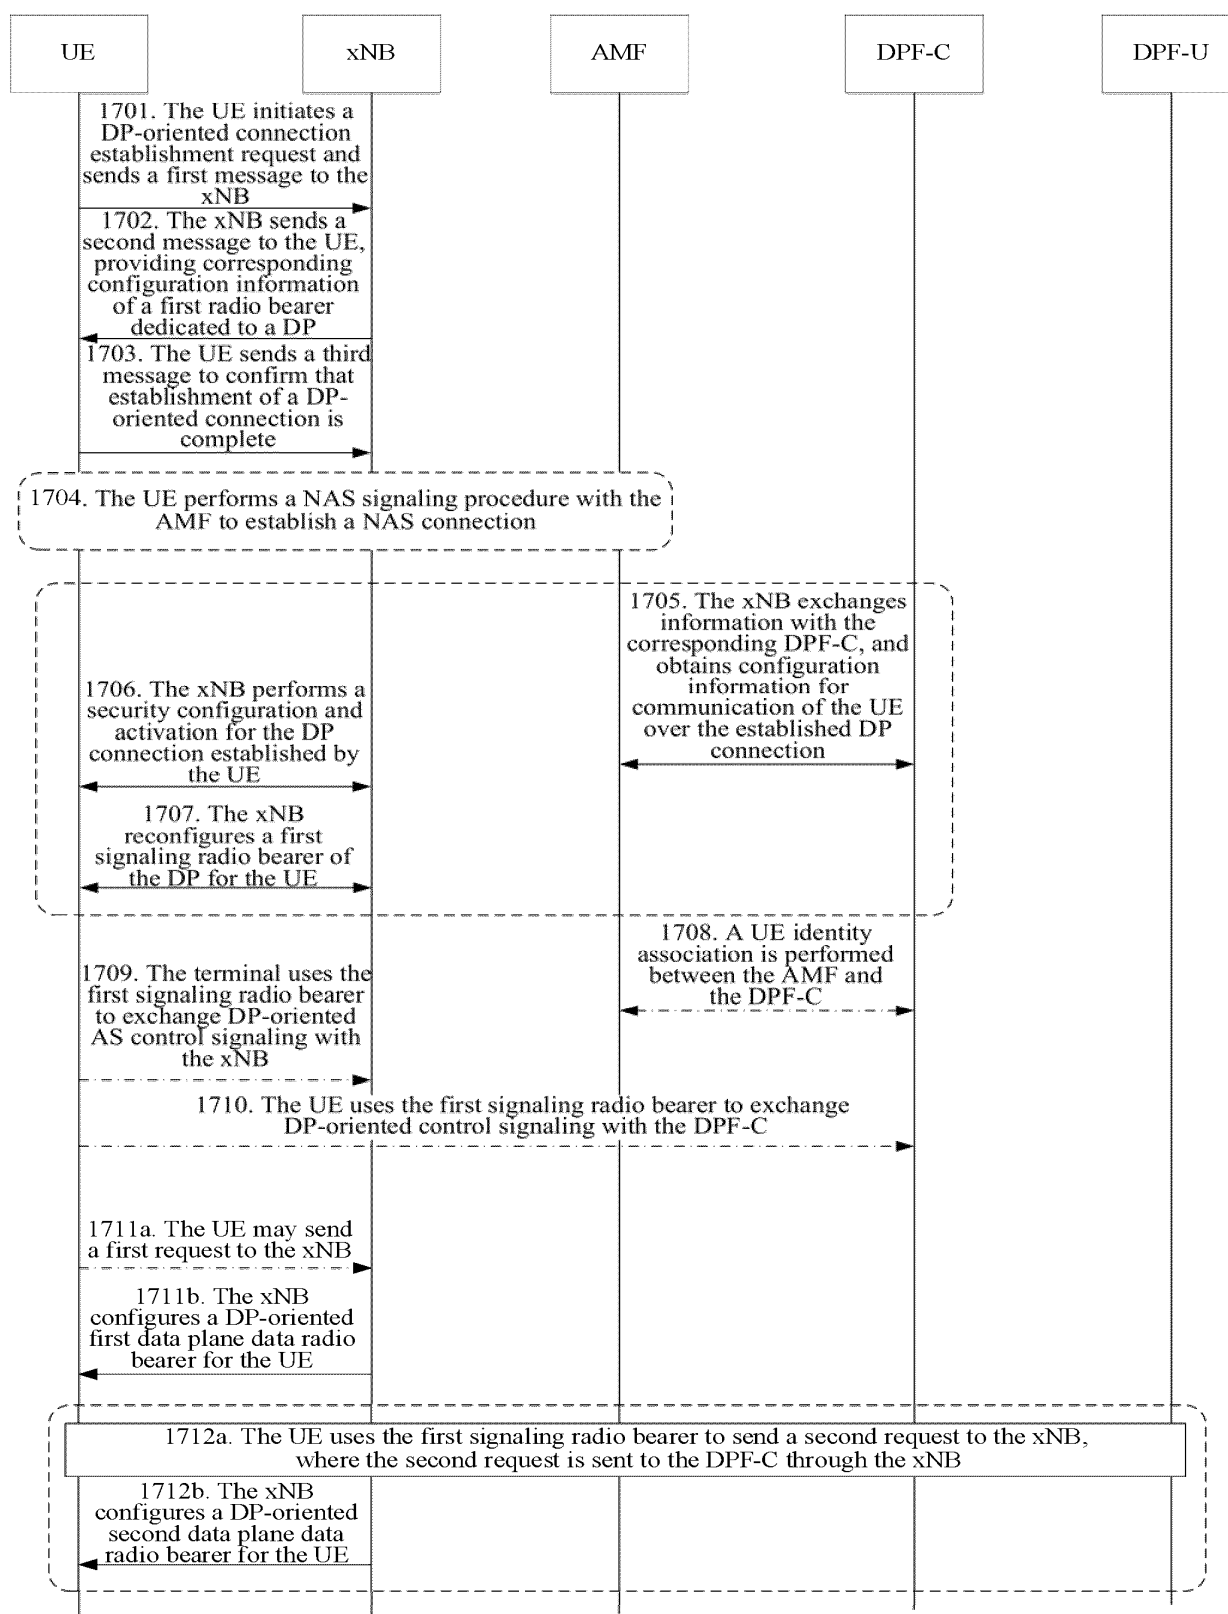 UE
xNB
AMF
DPF-C
DPF-U
1701. The UE initiates a
DP-oriented connection
establishment request and
sends a first message to the
xNB
1702. The xNB sends a
second message to the UE,
providing corresponding
configuration information
of a first radio bearer
dedicated to a DP
1703. The UE sends a third
message to confirm that
establishment of a DP-
oriented connection is
complete
1704. The UE performs a NAS signaling procedure with the
AMF to establish a NAS connection
1705. The xNB exchanges
information with the
corresponding DPF-C, and
obtains configuration
information for
communication of the UE
over the established DP
connection
1706. The xNB performs a
security configuration and
activation for the DP
connection established by
the UE
1707. The xNB
reconfigures a first
signaling radio bearer of
the DP for the UE
1708. A UE identity
association is performed
between the AMF and
the DPF-C
1709. The terminal uses the
first signaling radio bearer
to exchange DP-oriented
AS control signaling with
the xNB
1710. The UE uses the first signaling radio bearer to exchange
DP-oriented control signaling with the DPF-C
1711a. The UE may send
a first request to the xNB
1711b. The xNB
configures a DP-oriented
first data plane data radio
bearer for the UE
1712a. The UE uses the first signaling radio bearer to send a second request to the xNB,
where the second request is sent to the DPF-C through the xNB
1712b. The xNB
configures a DP-oriented
second data plane data
radio bearer for the UE